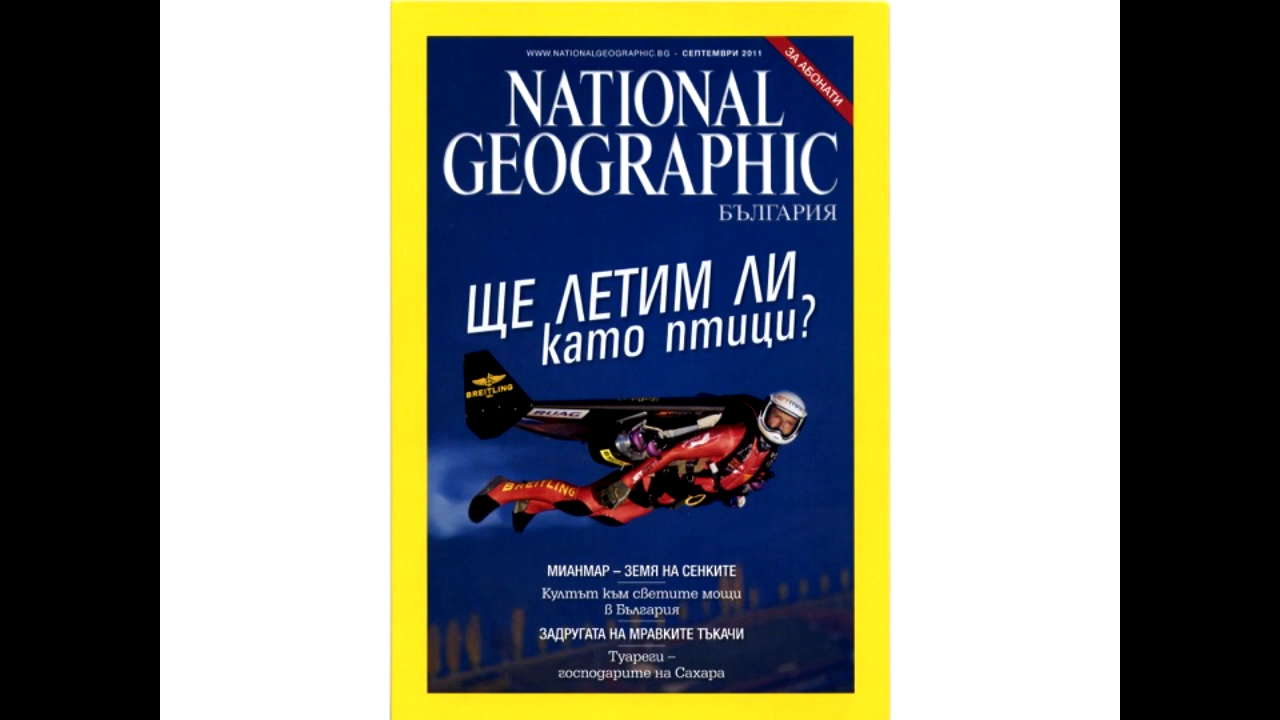 WWW.NATIONALGEOGRAPHIC.BG - СЕПТЕМВРИ 2011
ЗА АБОНАТИ
NATIONAL
GEOGRAPHIC
БЪЛГАРИЯ
ЩЕ ЛЕТИМ ЛИ
като птици?
BREITLING
RUAG
BREITLING
МИАНМАР – ЗЕМЯ НА СЕНКИТЕ
Култът към светите мощи
в България
ЗАДРУГАТА НА МРАВКИТЕ ТЪКАЧИ
Туареги –
господарите на Сахара